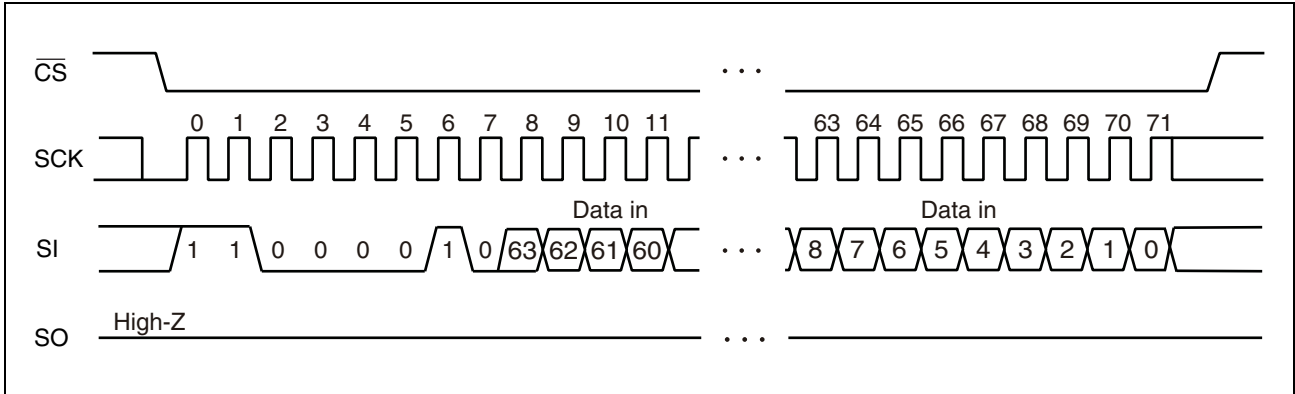 CS
. . .
0 1 2 3 4 5 6 7 8 9 10 11 63 64 65 66 67 68 69 70 71
SCK . . .
Data in Data in
SI 1 1 0 0 0 0 1 0 63 62 61 60 . . . 8 7 6 5 4 3 2 1 0
High-Z
SO . . .